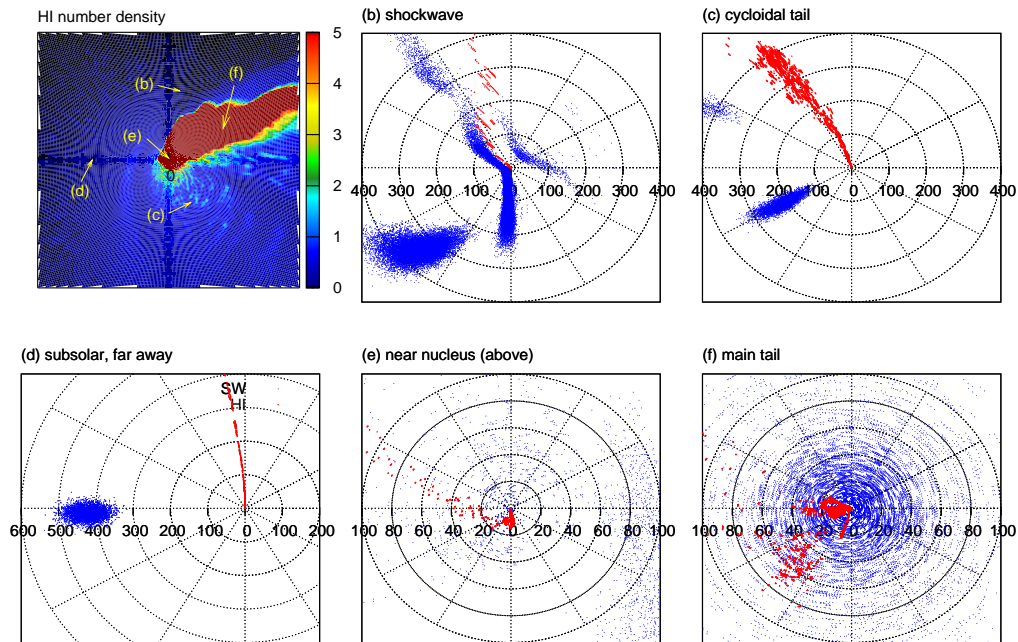 HI number density
(b)
(f)
(e)
(d)
(c)
0
5
4
3
2
1
0
(b) shockwave
400 300 200 100 0 100 200 300 400
(c) cycloidal tail
400 300 200 100 0 100 200 300 400
(d) subsolar, far away
SW
HI
600 500 400 300 200 100 0 100 200
(e) near nucleus (above)
100 80 60 40 20 0 20 40 60 80 100
(f) main tail
100 80 60 40 20 0 20 40 60 80 100